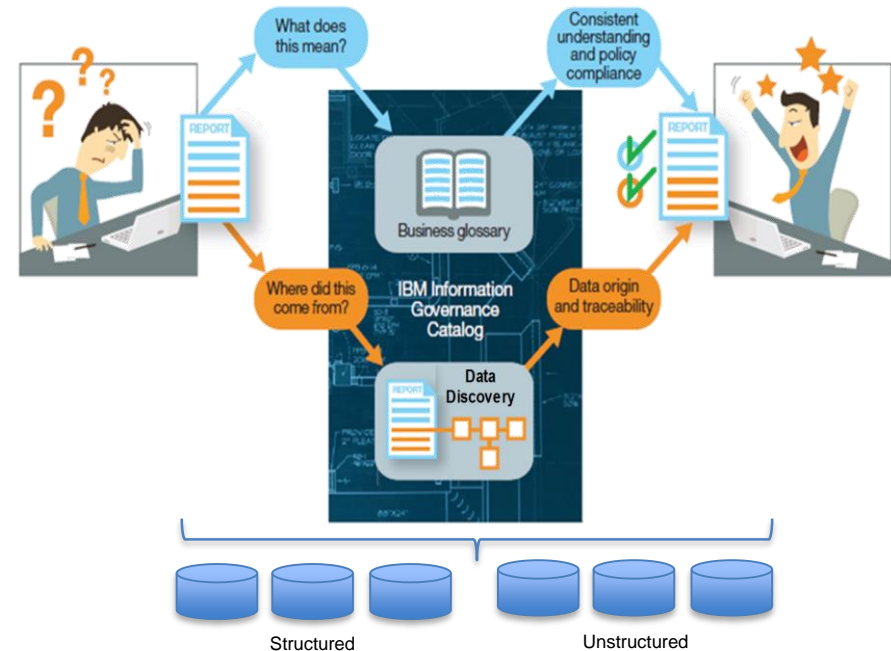 What does
this mean?
Consistent
understanding
and policy
compliance
?
?
?
REPORT
REPORT
Business glossary
Where did this
come from?
IBM Information
Governance
Catalog
Data origin
and traceability
REPORT
Data
Discovery
Structured
Unstructured